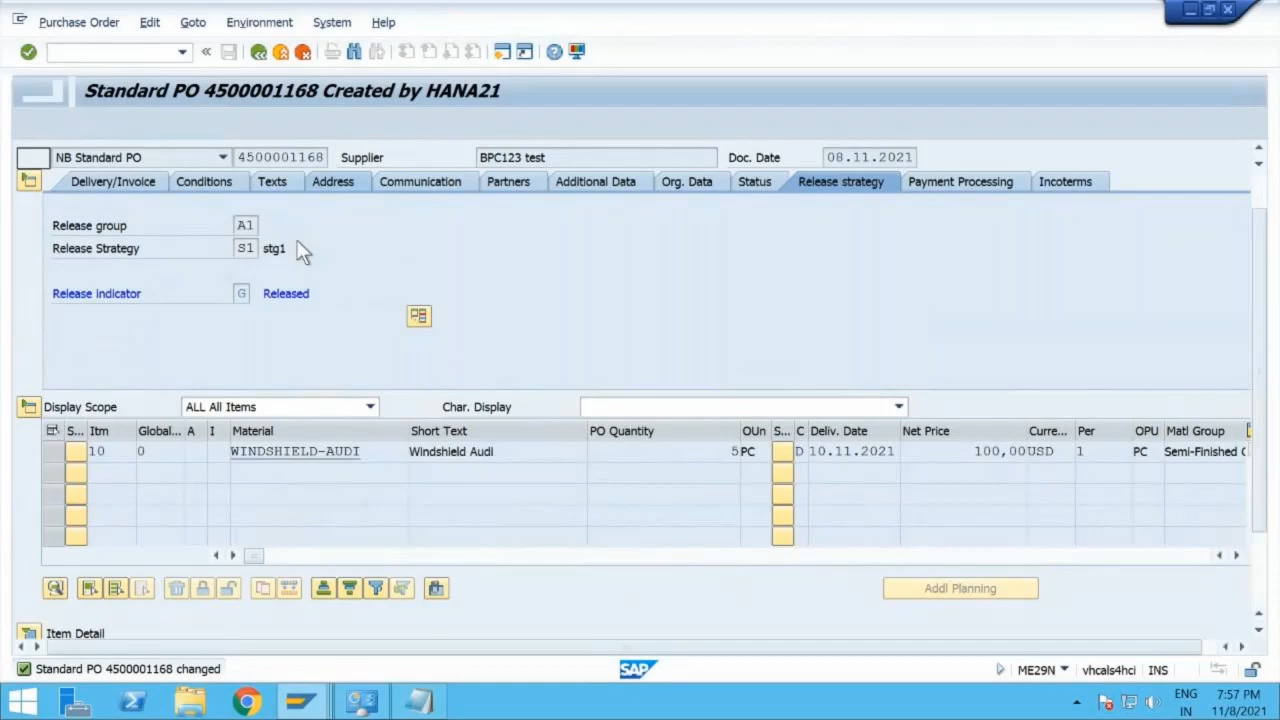 Purchase Order Edit Goto Environment System Help
Standard PO 4500001168 Created by HANA21
NB Standard PO 4500001168 Supplier BPC123 test Doc. Date 08.11.2021
Delivery/Invoice Conditions Texts Address Communication Partners Additional Data Org. Data Status Release strategy Payment Processing Incoterms
Release group A1
Release Strategy S1 stg1
Release indicator G Released
Display Scope ALL All Items Char. Display
S... Itm Global... A I Material Short Text PO Quantity OUn S... C Deliv. Date Net Price Curre... Per OPU Matl Group
10 0 WINDSHIELD-AUDI Windshield Audi 5 PC D 10.11.2021 100,00 USD 1 PC Semi-Finished
Addl Planning
Item Detail
Standard PO 4500001168 changed SAP ME29N vhcals4hci INS
ENG 7:57 PM
IN 11/8/2021